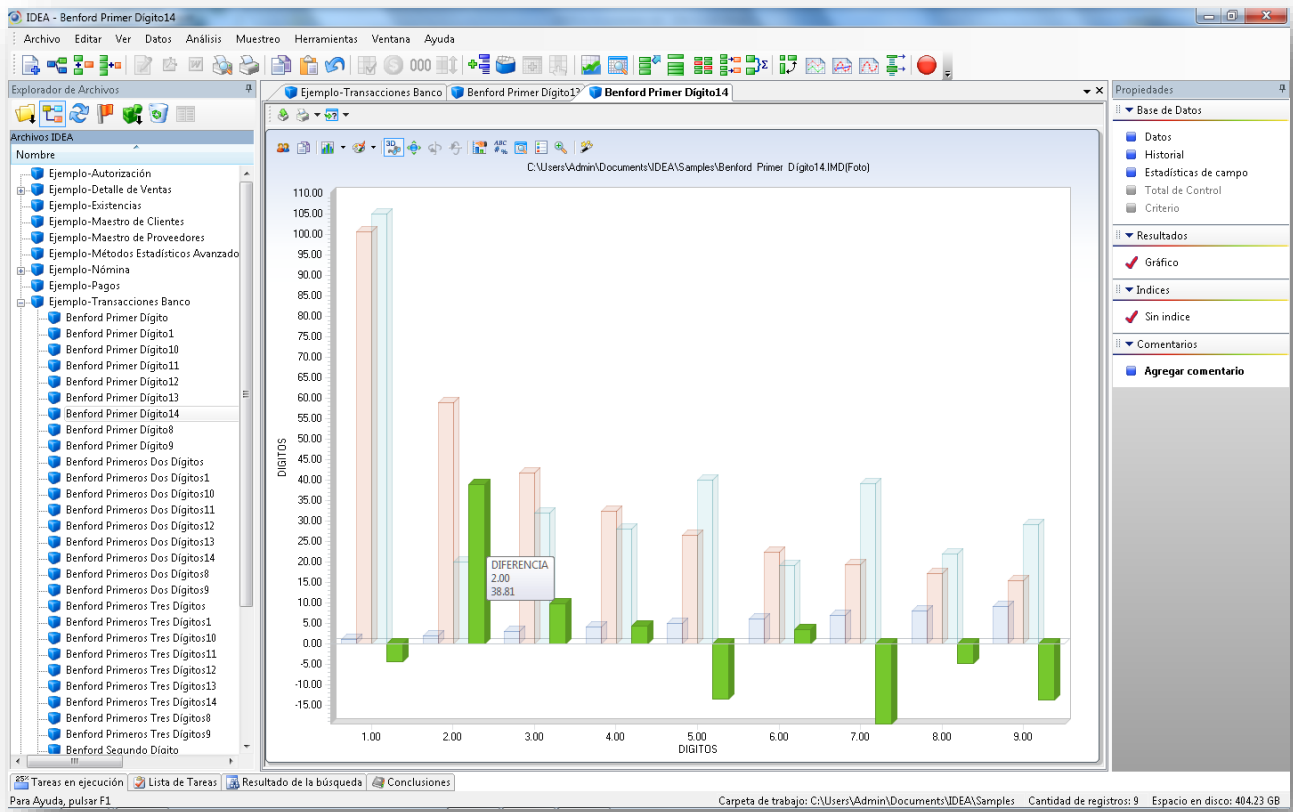 IDEA - Benford Primer Dígito14
Archivo Editar Ver Datos Análisis Muestreo Herramientas Ventana Ayuda
Explorador de Archivos
Archivos IDEA
Nombre
Ejemplo-Autorización
Ejemplo-Detalle de Ventas
Ejemplo-Existencias
Ejemplo-Maestro de Clientes
Ejemplo-Maestro de Proveedores
Ejemplo-Métodos Estadísticos Avanzado
Ejemplo-Nómina
Ejemplo-Pagos
Ejemplo-Transacciones Banco
Benford Primer Dígito
Benford Primer Dígito1
Benford Primer Dígito10
Benford Primer Dígito11
Benford Primer Dígito12
Benford Primer Dígito13
Benford Primer Dígito14
Benford Primer Dígito8
Benford Primer Dígito9
Benford Primeros Dos Dígitos
Benford Primeros Dos Dígitos1
Benford Primeros Dos Dígitos10
Benford Primeros Dos Dígitos11
Benford Primeros Dos Dígitos12
Benford Primeros Dos Dígitos13
Benford Primeros Dos Dígitos14
Benford Primeros Dos Dígitos8
Benford Primeros Dos Dígitos9
Benford Primeros Tres Dígitos
Benford Primeros Tres Dígitos1
Benford Primeros Tres Dígitos10
Benford Primeros Tres Dígitos11
Benford Primeros Tres Dígitos12
Benford Primeros Tres Dígitos13
Benford Primeros Tres Dígitos14
Benford Primeros Tres Dígitos8
Benford Primeros Tres Dígitos9
Benford Segundo Dígito
Ejemplo-Transacciones Banco Benford Primer Dígito13 Benford Primer Dígito14
C:\Users\Admin\Documents\IDEA\Samples\Benford Primer Dígito14.IMD(Foto)
110.00
105.00
100.00
95.00
90.00
85.00
80.00
75.00
70.00
65.00
60.00
55.00
50.00
45.00
40.00
35.00
30.00
25.00
20.00
15.00
10.00
5.00
0.00
-5.00
-10.00
-15.00
DIGITOS
DIFERENCIA
2.00
38.81
1.00 2.00 3.00 4.00 5.00 6.00 7.00 8.00 9.00
DIGITOS
Propiedades
Base de Datos
Datos
Historial
Estadísticas de campo
Total de Control
Criterio
Resultados
Gráfico
Indices
Sin indice
Comentarios
Agregar comentario
Tareas en ejecución Lista de Tareas Resultado de la búsqueda Conclusiones
Para Ayuda, pulsar F1
Carpeta de trabajo: C:\Users\Admin\Documents\IDEA\Samples Cantidad de registros: 9 Espacio en disco: 404.23 GB